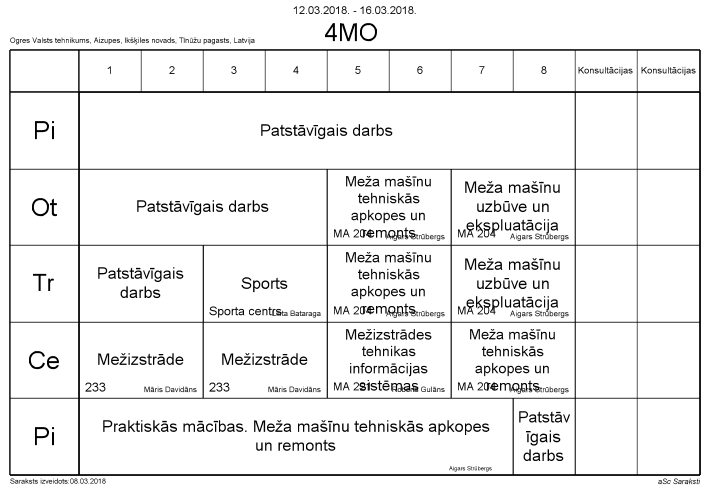 12.03.2018. - 16.03.2018.
4MO
Ogres Valsts tehnikums, Aizupes, Ikšķiles novads, Tīnūžu pagasts, Latvija
1 2 3 4 5 6 7 8 Konsultācijas Konsultācijas
Pi
Patstāvīgais darbs
Ot
Patstāvīgais darbs
Meža mašīnu
tehniskās
apkopes un
remonts
MA 204 Aigars Strūbergs
Meža mašīnu
uzbūve un
ekspluatācija
MA 204 Aigars Strūbergs
Tr
Patstāvīgais
darbs
Sports
Sporta centrs Bataraga
Meža mašīnu
tehniskās
apkopes un
remonts
MA 204 Aigars Strūbergs
Meža mašīnu
uzbūve un
ekspluatācija
MA 204 Aigars Strūbergs
Ce
Mežizstrāde
233 Māris Davidāns
Mežizstrāde
233 Māris Davidāns
Mežizstrādes
tehnikas
informācijas
sistēmas
MA Gulāns
Meža mašīnu
tehniskās
apkopes un
remonts
MA 204 Aigars Strūbergs
Pi
Praktiskās mācības. Meža mašīnu tehniskās apkopes
un remonts
Aigars Strūbergs
Patstāv
īgais
darbs
Saraksts izveidots:08.03.2018
aSc Saraksti